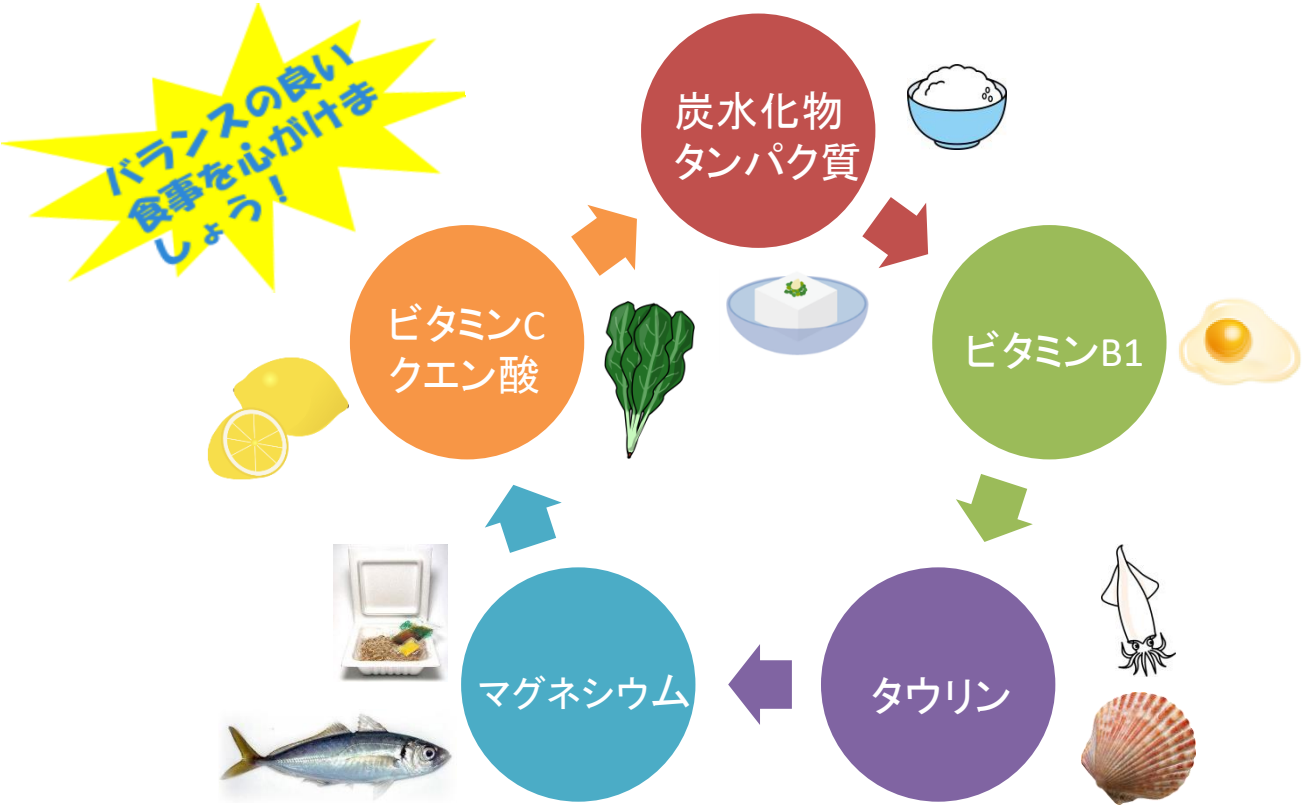 バランスの良い
食事を心がけま
しょう！
炭水化物
タンパク質
ビタミンC
クエン酸
ビタミンB1
マグネシウム
タウリン